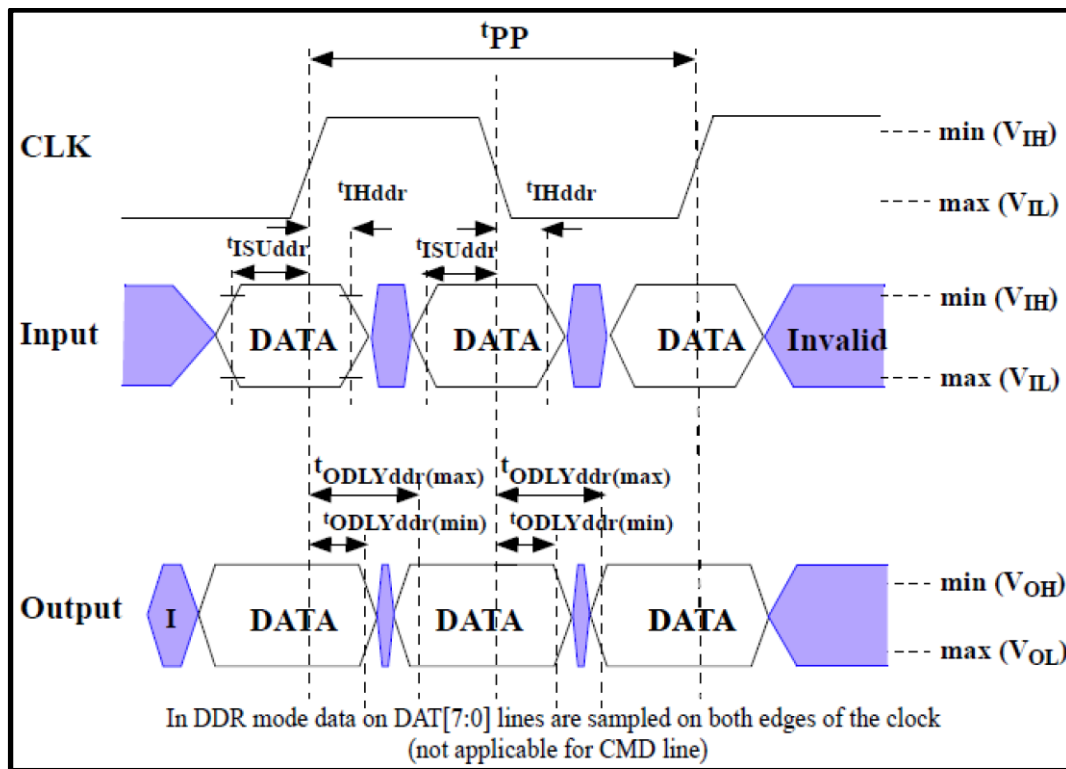 tPP
CLK
min (VIH)
max (VIL)
tIHddr
tIHddr
tISUddr
tISUddr
Input
DATA
DATA
DATA
Invalid
min (VIH)
max (VIL)
tODLYddr(max)
tODLYddr(max)
tODLYddr(min)
tODLYddr(min)
Output
I
DATA
DATA
DATA
min (VOH)
max (VOL)
In DDR mode data on DAT[7:0] lines are sampled on both edges of the clock
(not applicable for CMD line)